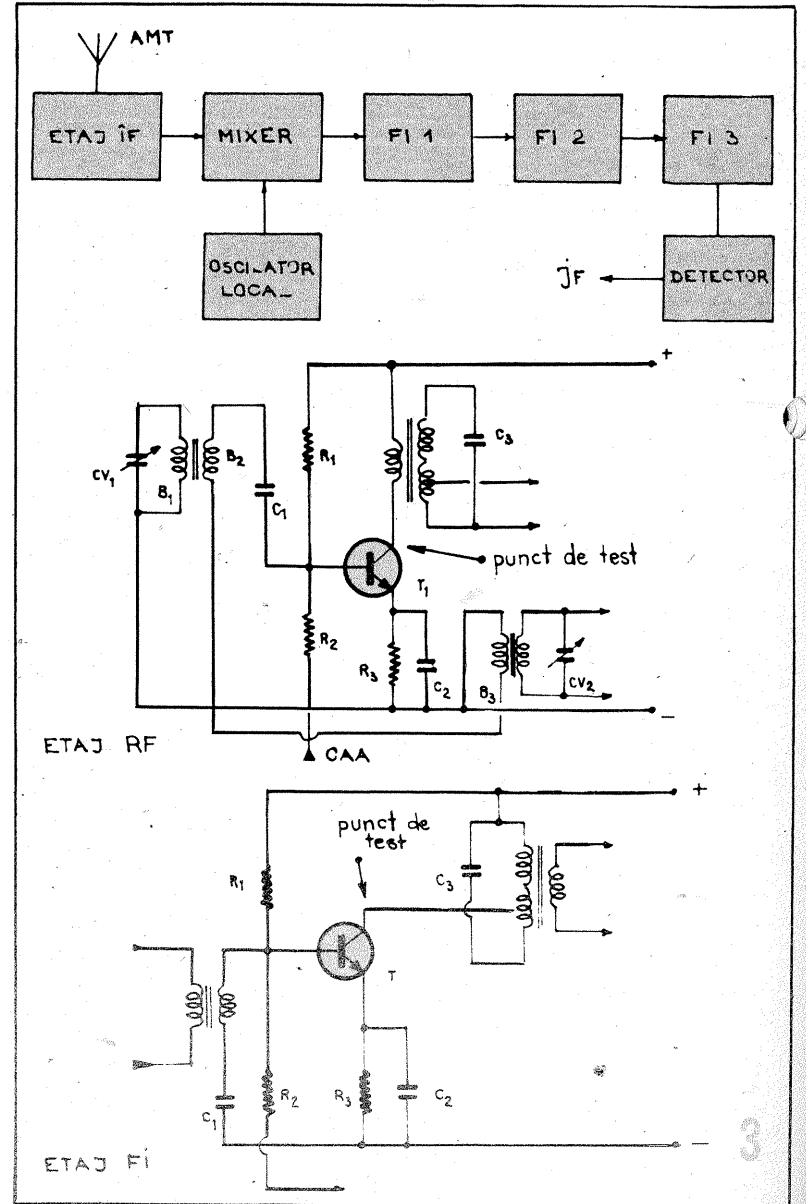 AMT
ETAJ ÎF
MIXER
FI 1
FI 2
FI 3
OSCILATOR
LOCAL
JF
DETECTOR
+
CV1
B1
B2
C1
R1
C3
punct de test
T1
R2
R3
C2
B3
CV2
−
ETAJ RF
CAA
+
punct de
test
R1
C3
T
C1
R2
R3
C2
−
ETAJ Fi
3